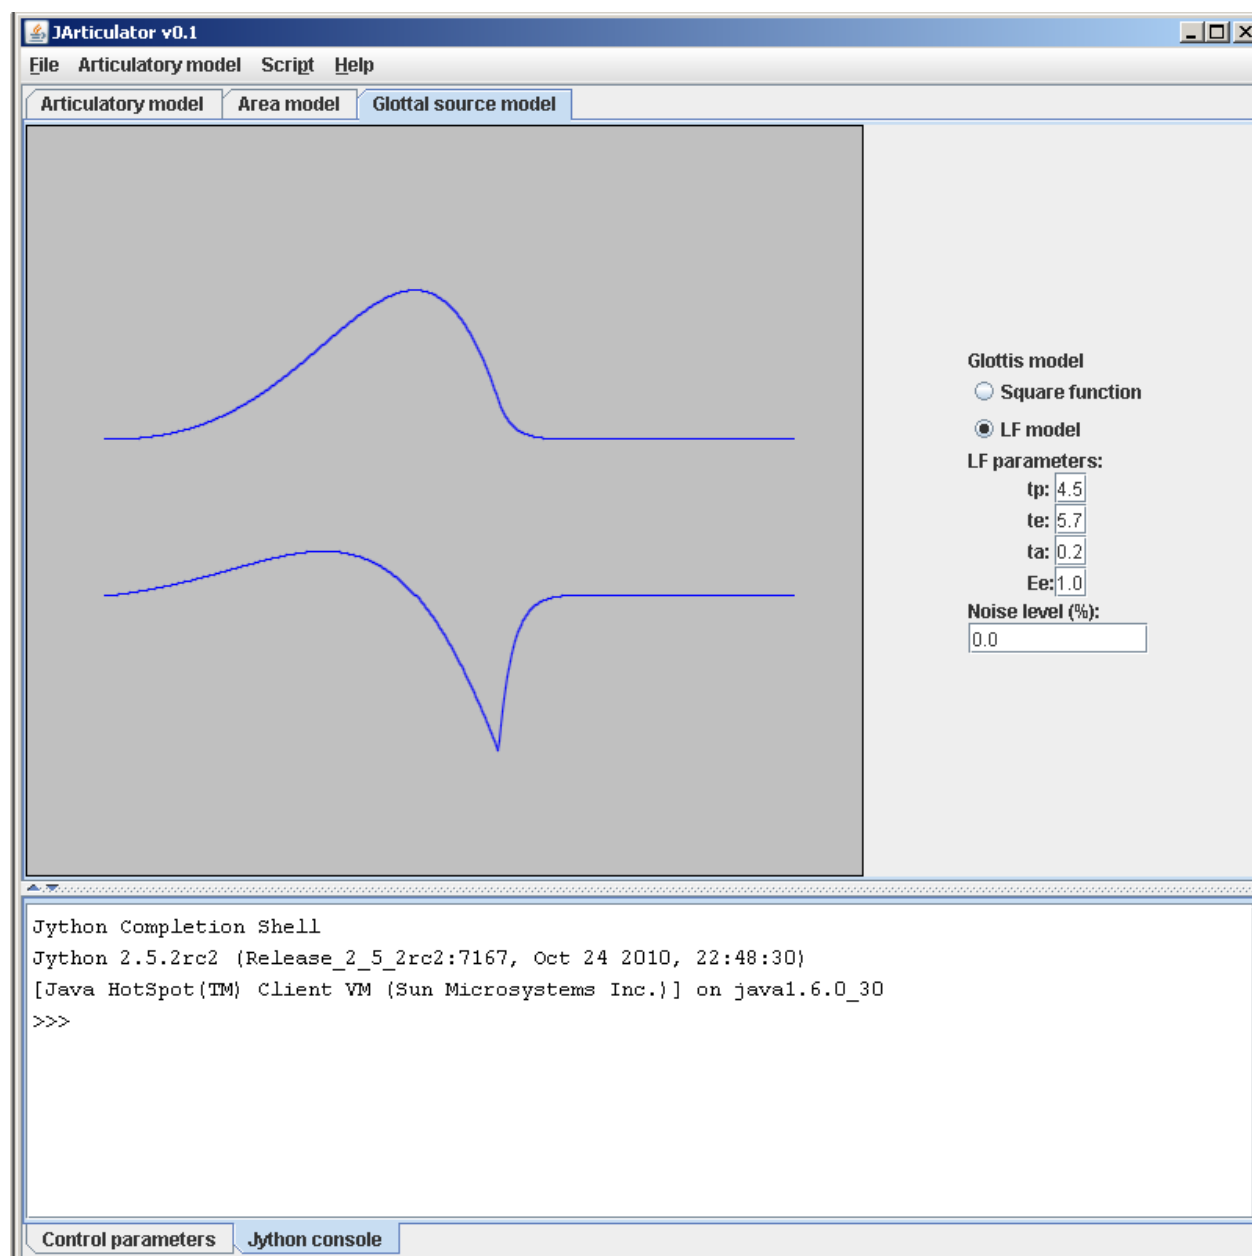 JArticulator v0.1
File Articulatory model Script Help
Articulatory model Area model Glottal source model
Glottis model
Square function
LF model
LF parameters:
tp: 4.5
te: 5.7
ta: 0.2
Ee: 1.0
Noise level (%):
0.0
Jython Completion Shell
Jython 2.5.2rc2 (Release_2_5_2rc2:7167, Oct 24 2010, 22:48:30)
[Java HotSpot(TM) Client VM (Sun Microsystems Inc.)] on java1.6.0_30
>>>
Control parameters Jython console